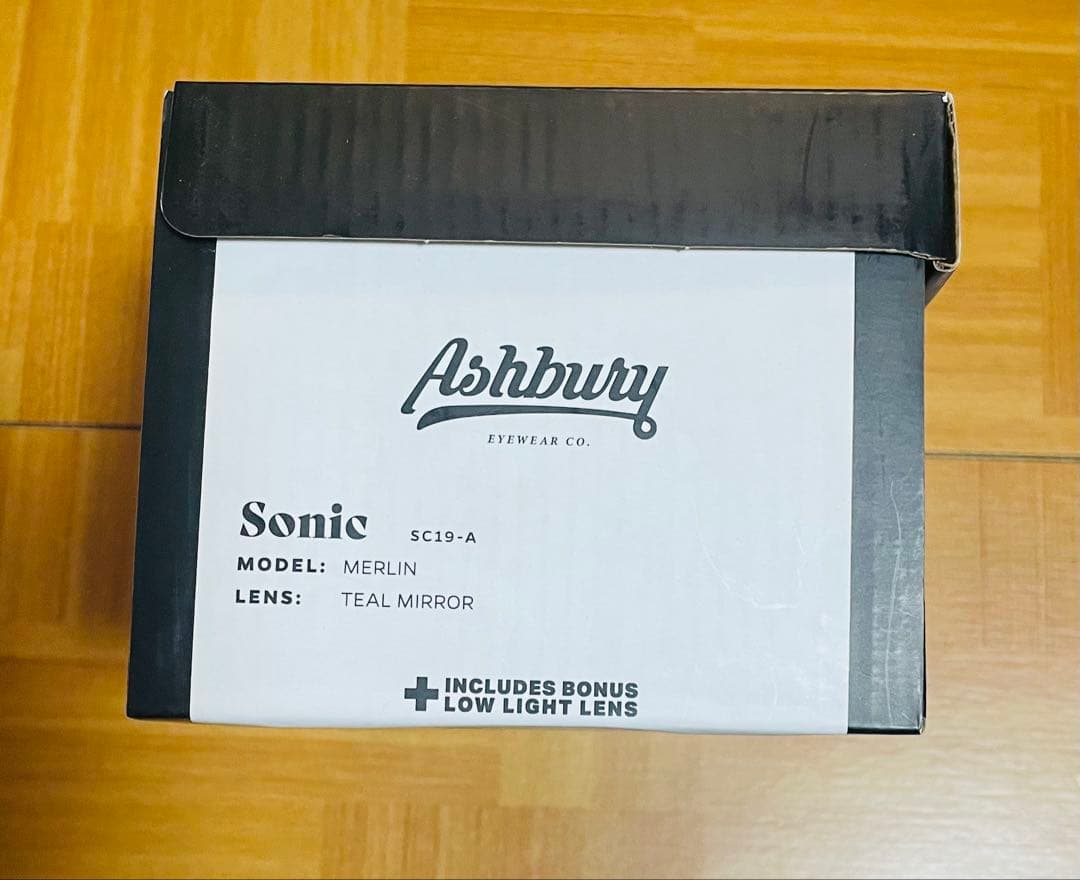 Ashbury
EYEWEAR CO.
Sonic SC19-A
MODEL: MERLIN
LENS: TEAL MIRROR
+ INCLUDES BONUS
LOW LIGHT LENS